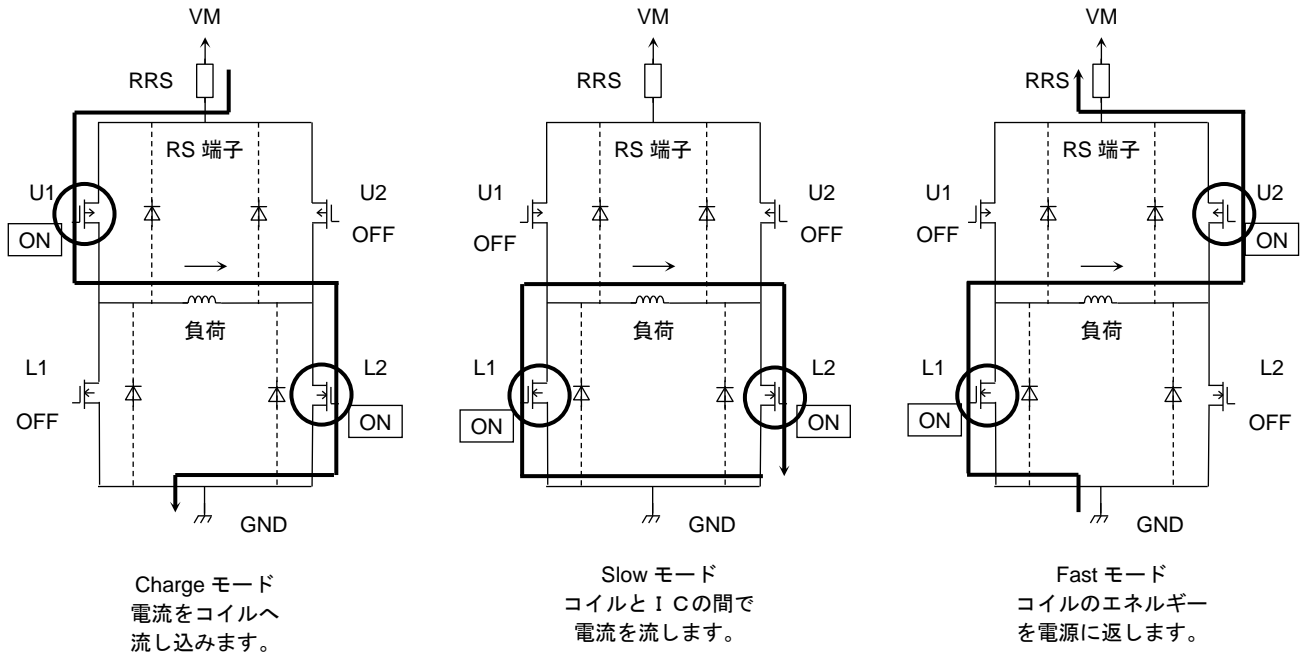 VM
RRS
RS 端子
U1
ON
U2
OFF
負荷
L1
OFF
L2
ON
GND
Charge モード
電流をコイルへ
流し込みます。
VM
RRS
RS 端子
U1
OFF
U2
OFF
負荷
L1
ON
L2
ON
GND
Slow モード
コイルとＩＣの間で
電流を流します。
VM
RRS
RS 端子
U1
OFF
U2
ON
負荷
L1
ON
L2
OFF
GND
Fast モード
コイルのエネルギー
を電源に返します。